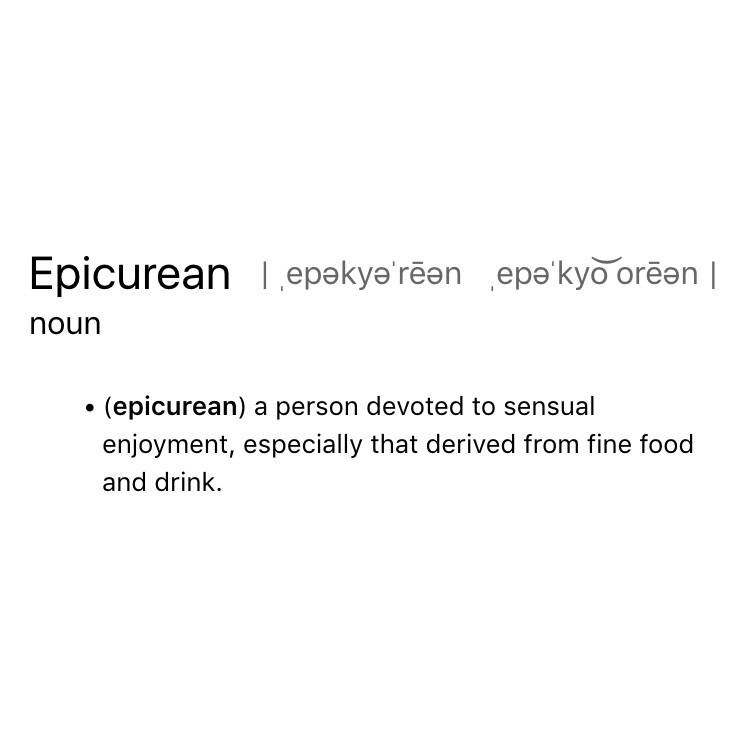 Epicurean | ˌepəkyəˈrēən ˌepəˈkyo͝orēən |
noun
• (epicurean) a person devoted to sensual
enjoyment, especially that derived from fine food
and drink.